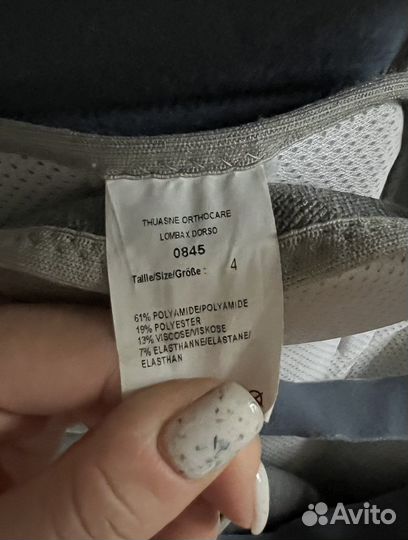 THUASNE ORTHOCARE
LOMBAX DORSO
0845
Taille/Size/Größe : 4
61% POLYAMIDE/POLYAMIDE
19% POLYESTER
13% VISCOSE/VISKOSE
7% ELASTHANNE/ELASTANE/
ELASTHAN
Avito